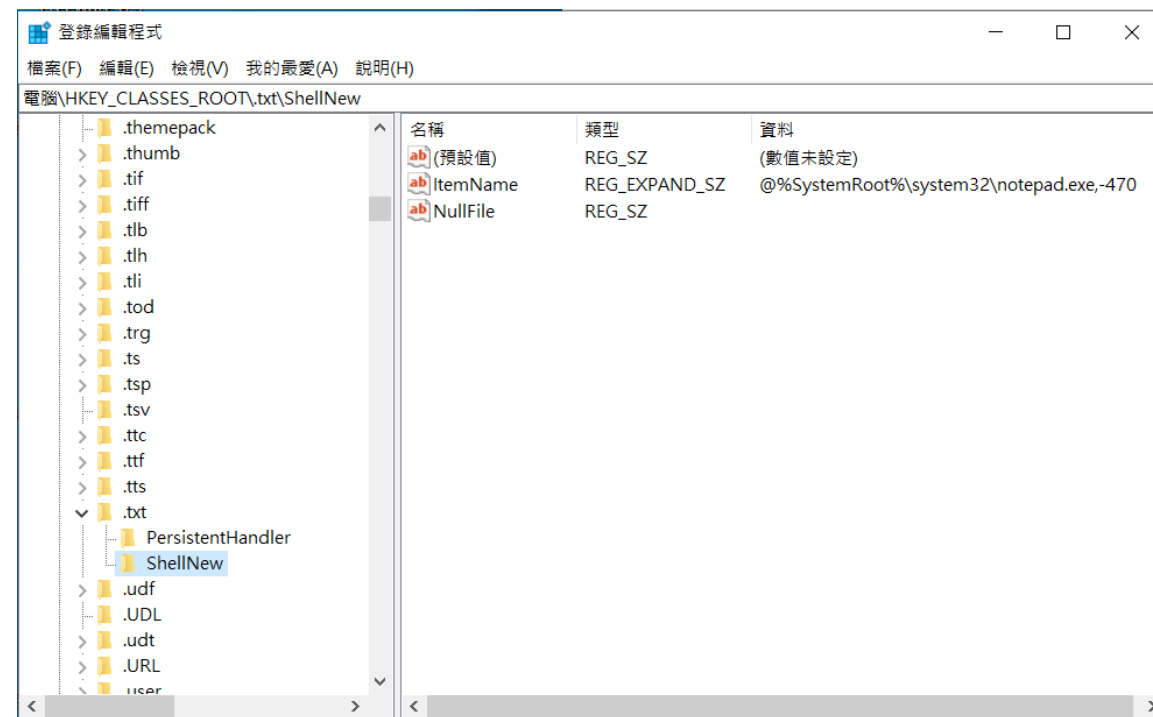 登錄編輯程式
檔案(F) 編輯(E) 檢視(V) 我的最愛(A) 說明(H)
電腦\HKEY_CLASSES_ROOT\.txt\ShellNew
.themepack
.thumb
.tif
.tiff
.tlb
.tlh
.tli
.tod
.trg
.ts
.tsp
.tsv
.ttc
.ttf
.tts
.txt
PersistentHandler
ShellNew
.udf
.UDL
.udt
.URL
.user
名稱 類型 資料
(預設值) REG_SZ (數值未設定)
ItemName REG_EXPAND_SZ @%SystemRoot%\system32\notepad.exe,-470
NullFile REG_SZ